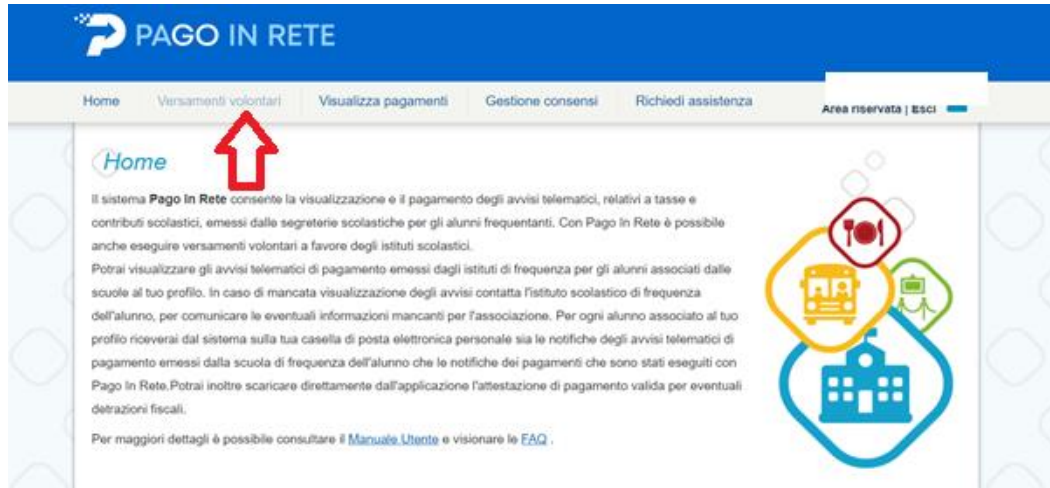 PAGO IN RETE
Home Versamenti volontari Visualizza pagamenti Gestione consensi Richiedi assistenza
Area riservata | Esci
Home
Il sistema Pago In Rete consente la visualizzazione e il pagamento degli avvisi telematici, relativi a tasse e
contributi scolastici, emessi dalle segreterie scolastiche per gli alunni frequentanti. Con Pago In Rete è possibile
anche eseguire versamenti volontari a favore degli istituti scolastici.
Potrai visualizzare gli avvisi telematici di pagamento emessi dagli istituti di frequenza per gli alunni associati dalle
scuole al tuo profilo. In caso di mancata visualizzazione degli avvisi contatta l'istituto scolastico di frequenza
dell'alunno, per comunicare le eventuali informazioni mancanti per l'associazione. Per ogni alunno associato al tuo
profilo riceverai dal sistema sulla tua casella di posta elettronica personale sia le notifiche degli avvisi telematici di
pagamento emessi dalla scuola di frequenza dell'alunno che le notifiche dei pagamenti che sono stati eseguiti con
Pago In Rete.Potrai inoltre scaricare direttamente dall'applicazione l'attestazione di pagamento valida per eventuali
detrazioni fiscali.
Per maggiori dettagli è possibile consultare il Manuale Utente e visionare le FAQ .